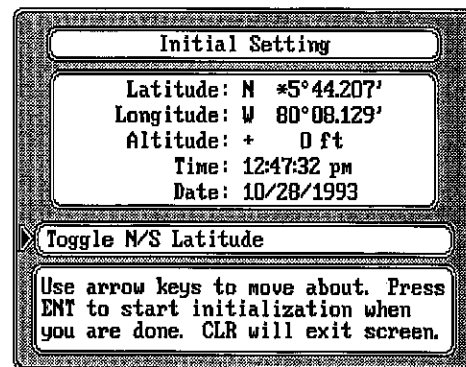 Initial Setting
Latitude: N *5°44.207'
Longitude: W 80°08.129'
Altitude: + 0 ft
Time: 12:47:32 pm
Date: 10/28/1993
Toggle N/S Latitude
Use arrow keys to move about. Press
ENT to start initialization when
you are done. CLR will exit screen.